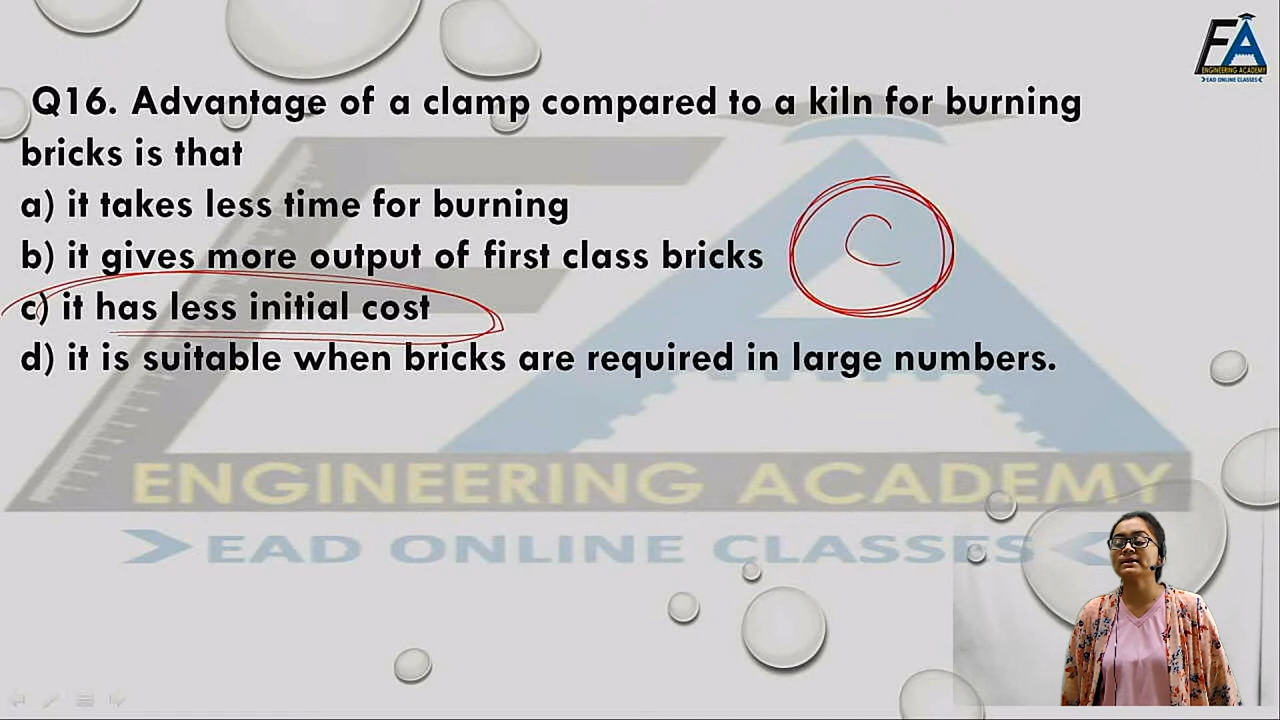 EA
ENGINEERING ACADEMY
EAD ONLINE CLASSES
Q16. Advantage of a clamp compared to a kiln for burning
bricks is that
a) it takes less time for burning
b) it gives more output of first class bricks
c) it has less initial cost
d) it is suitable when bricks are required in large numbers.
C
ENGINEERING ACADEMY
EAD ONLINE CLASSES